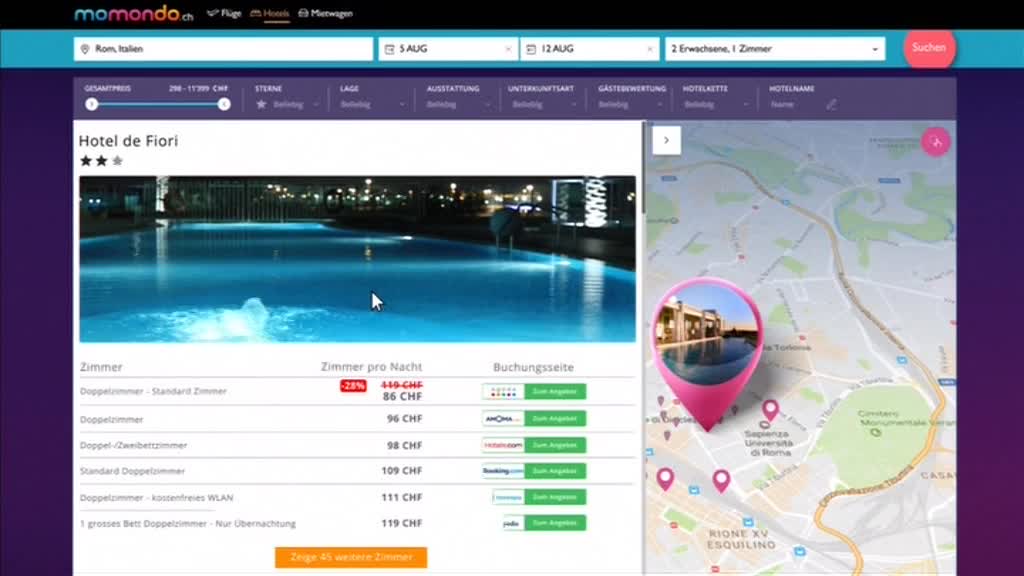 momondo.ch Flüge Hotels Mietwagen
Rom, Italien 5 AUG 12 AUG 2 Erwachsene, 1 Zimmer Suchen
GESAMTPREIS 298 - 11'399 CHF STERNE LAGE AUSSTATTUNG UNTERKUNFTSART GÄSTEBEWERTUNG HOTELKETTE HOTELNAME
Beliebig Beliebig Beliebig Beliebig Beliebig Beliebig Name
Hotel de Fiori
Zimmer Zimmer pro Nacht Buchungsseite
Doppelzimmer - Standard Zimmer -28% 119 CHF
86 CHF Zum Angebot
Doppelzimmer 96 CHF AMOMA Zum Angebot
Doppel-/Zweibettzimmer 98 CHF Hotels.com Zum Angebot
Standard Doppelzimmer 109 CHF Booking.com Zum Angebot
Doppelzimmer - kostenfreies WLAN 111 CHF Zum Angebot
1 grosses Bett Doppelzimmer - Nur Übernachtung 119 CHF Zum Angebot
Zeige 45 weitere Zimmer
Sapienza
Università
di Roma
Cimitero
Monumentale
RIONE XV
ESQUILINO